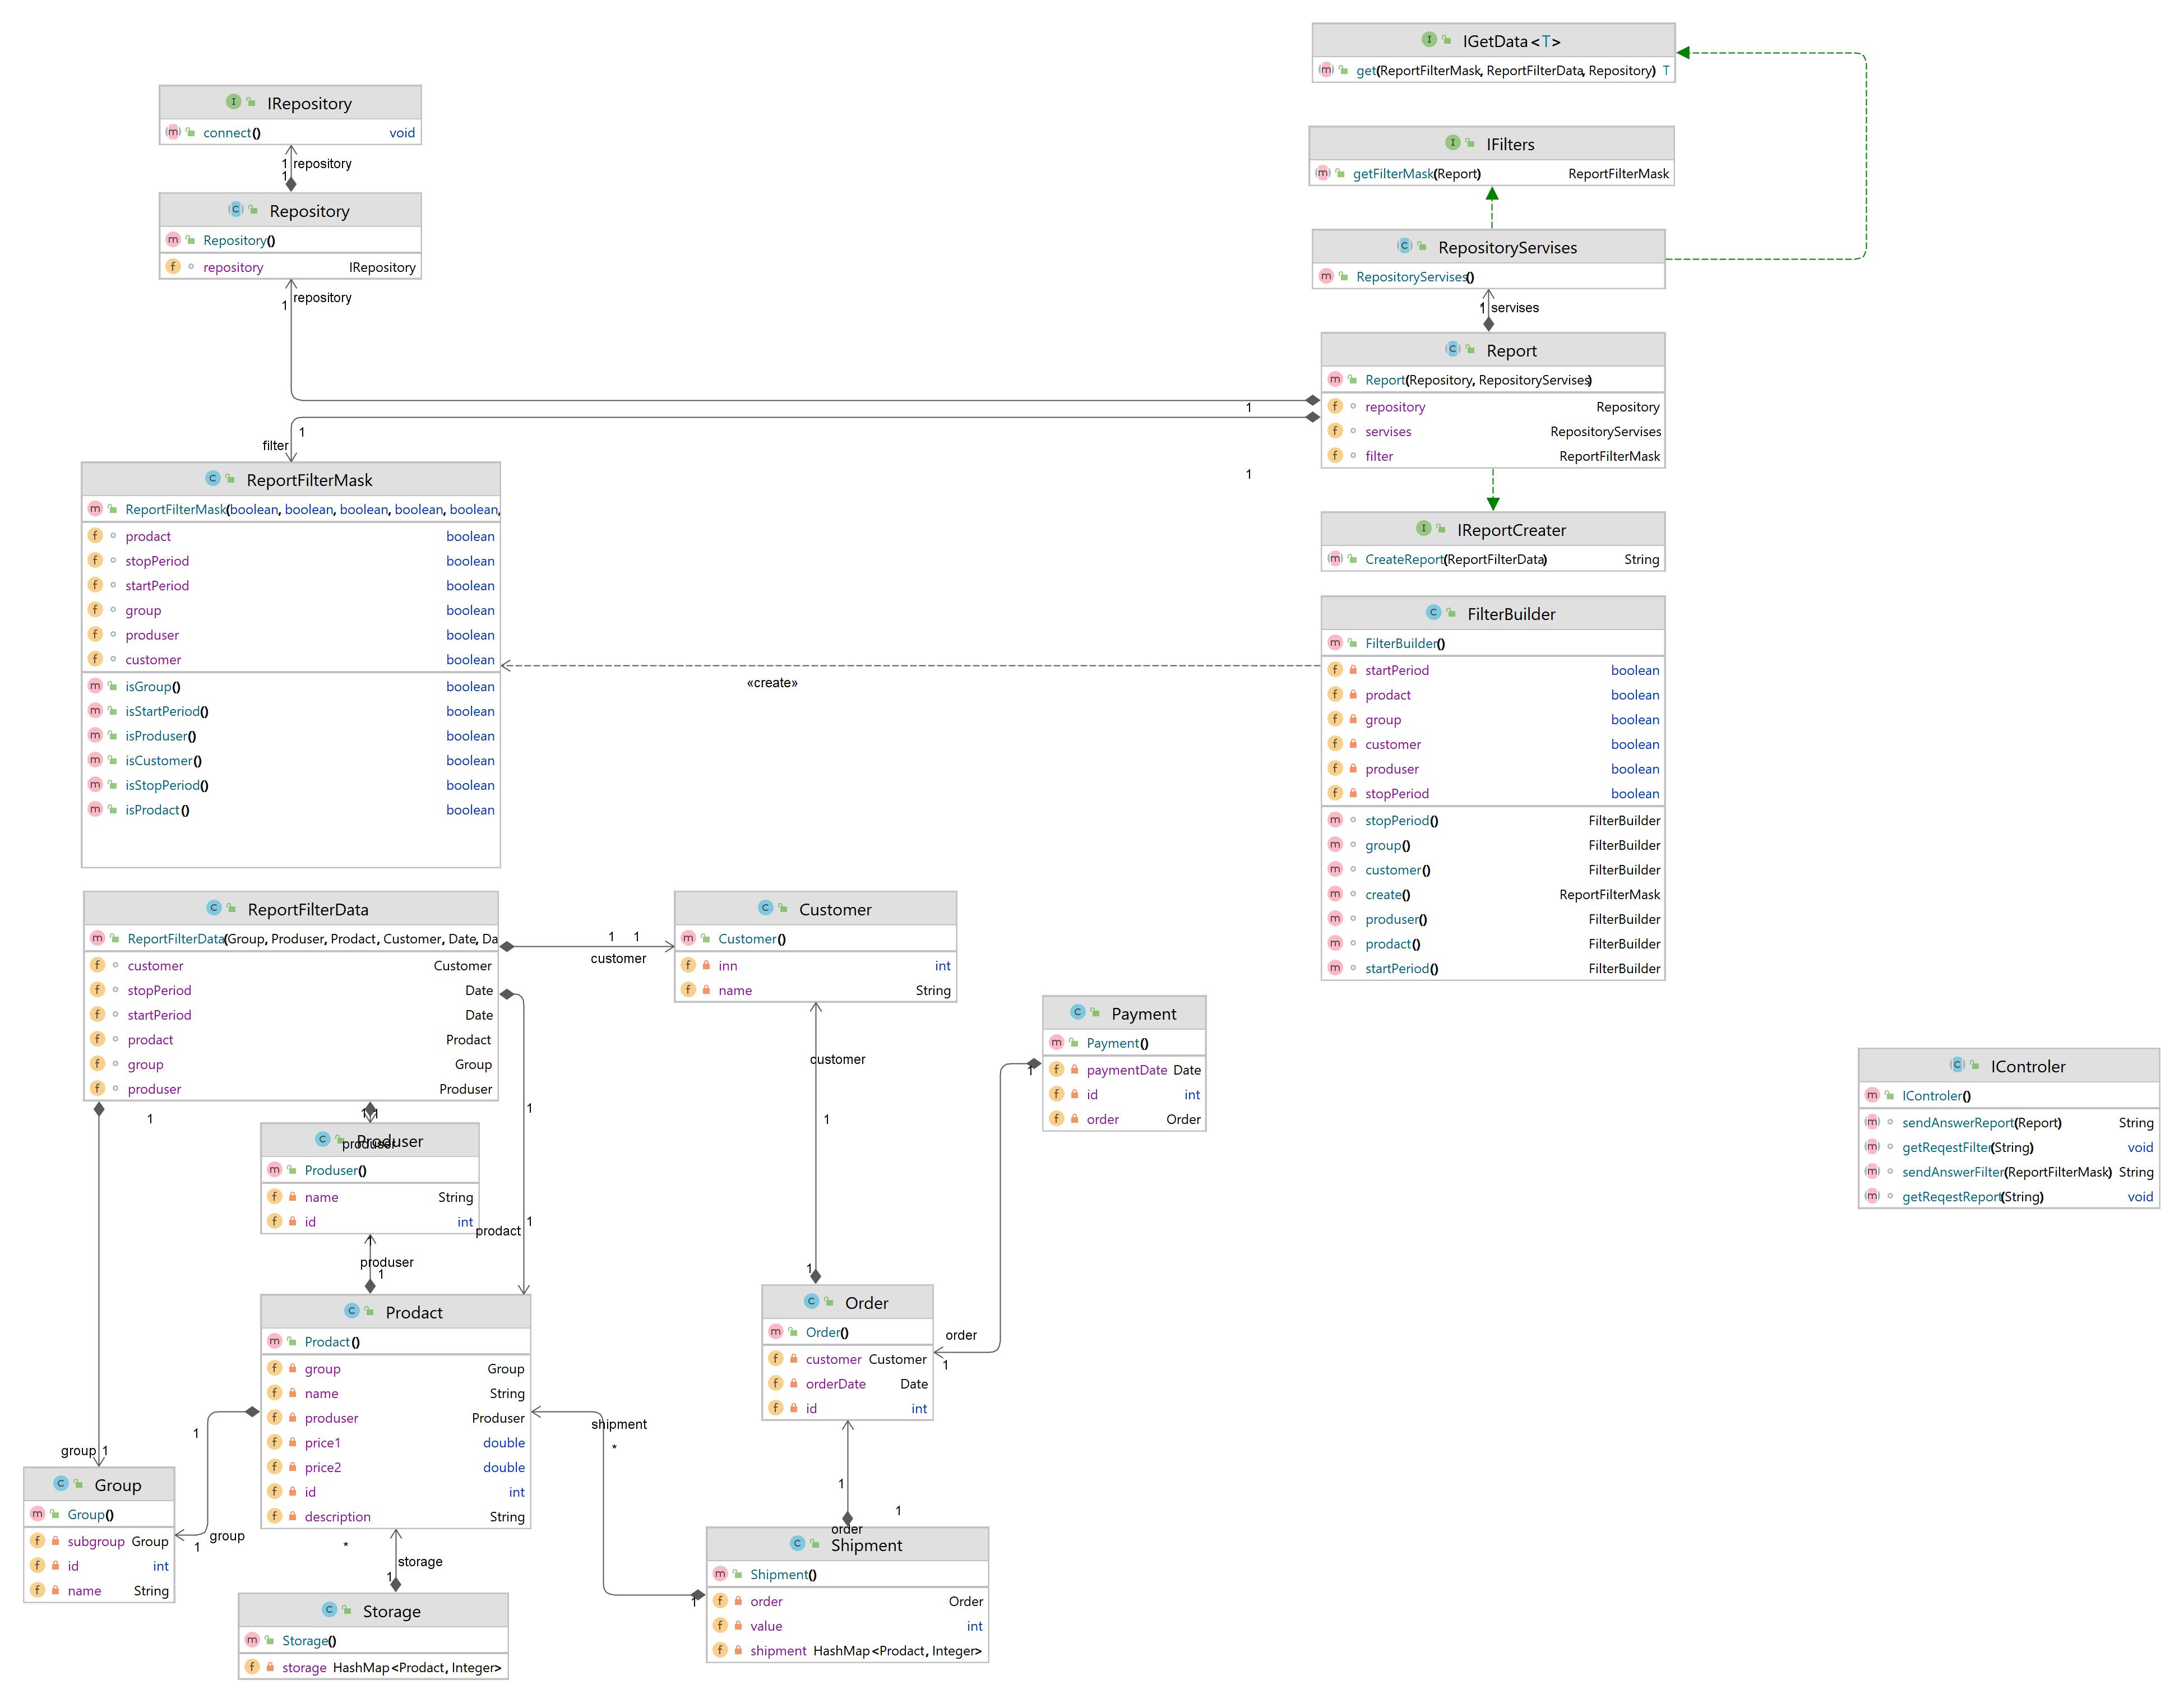 IGetData<T>
get(ReportFilterMask, ReportFilterData, Repository) T
IRepository
connect() void
1 repository
1
IFilters
getFilterMask(Report) ReportFilterMask
Repository
Repository()
repository IRepository
1 repository
RepositoryServises
RepositoryServises()
1 servises
Report
Report(Repository, RepositoryServises)
repository Repository
servises RepositoryServises
filter ReportFilterMask
1
1
filter
1
ReportFilterMask
ReportFilterMask(boolean, boolean, boolean, boolean, boolean,
prodact boolean
stopPeriod boolean
startPeriod boolean
group boolean
produser boolean
customer boolean
isGroup() boolean
isStartPeriod() boolean
isProduser() boolean
isCustomer() boolean
isStopPeriod() boolean
isProdact() boolean
IReportCreater
CreateReport(ReportFilterData) String
«create»
FilterBuilder
FilterBuilder()
startPeriod boolean
prodact boolean
group boolean
customer boolean
produser boolean
stopPeriod boolean
stopPeriod() FilterBuilder
group() FilterBuilder
customer() FilterBuilder
create() ReportFilterMask
produser() FilterBuilder
prodact() FilterBuilder
startPeriod() FilterBuilder
ReportFilterData
ReportFilterData(Group, Produser, Prodact, Customer, Date, Da
customer Customer
stopPeriod Date
startPeriod Date
prodact Prodact
group Group
produser Produser
1 1
customer
Customer
Customer()
inn int
name String
customer
1
1
Payment
Payment()
paymentDate Date
id int
order Order
1
IControler
IControler()
sendAnswerReport(Report) String
getReqestFilter(String) void
sendAnswerFilter(ReportFilterMask) String
getReqestReport(String) void
1
1 1
1
Produser
produser
Produser()
name String
id int
1
prodact
produser
1
Prodact
Prodact()
group Group
name String
produser Produser
price1 double
price2 double
id int
description String
Order
Order()
customer Customer
orderDate Date
id int
order
1
1
shipment
*
group 1
Group
Group()
subgroup Group
id int
name String
group
1
*
storage
1
Storage
Storage()
storage HashMap<Prodact, Integer>
1
1
order
Shipment
Shipment()
order Order
value int
shipment HashMap<Prodact, Integer>
1